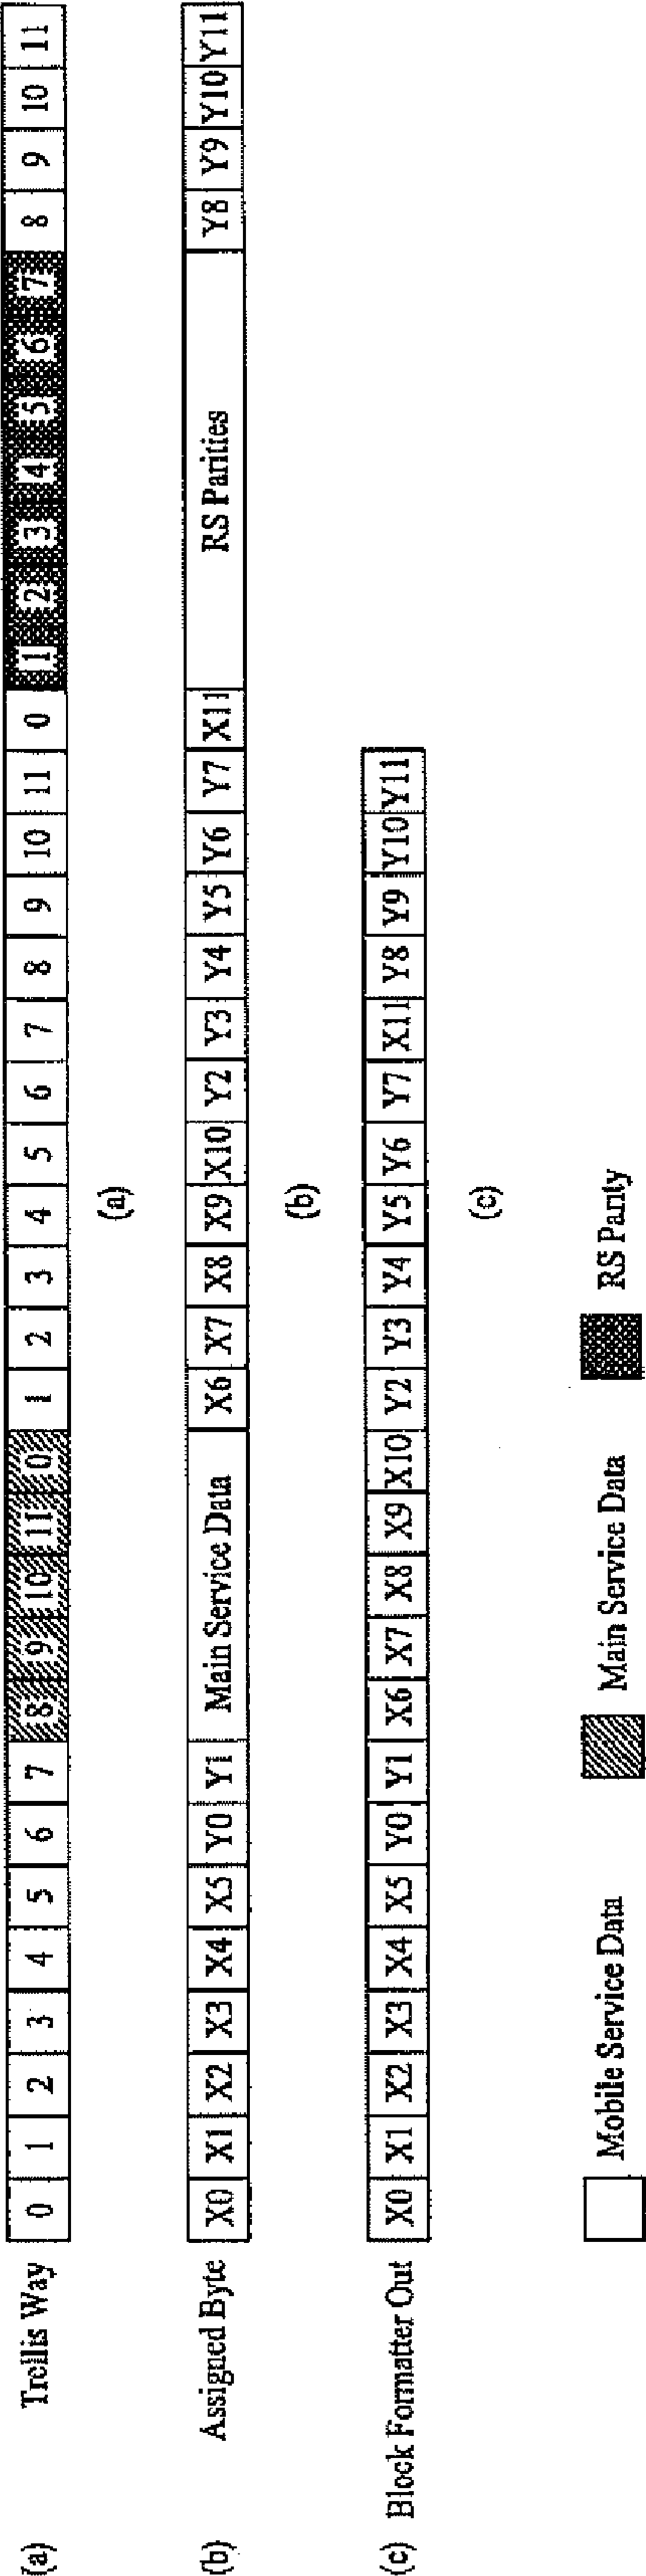 (a) Trellis Way 0 1 2 3 4 5 6 7 8 9 10 11 0 1 2 3 4 5 6 7 8 9 10 11 0 1 2 3 4 5 6 7 8 9 10 11
(a)
(b) Assigned Byte X0 X1 X2 X3 X4 X5 Y0 Y1 Main Service Data X6 X7 X8 X9 X10 Y2 Y3 Y4 Y5 Y6 Y7 X11 RS Parities Y8 Y9 Y10 Y11
(b)
(c) Block Formatter Out X0 X1 X2 X3 X4 X5 Y0 Y1 X6 X7 X8 X9 X10 Y2 Y3 Y4 Y5 Y6 Y7 X11 Y8 Y9 Y10 Y11
(c)
Mobile Service Data Main Service Data RS Parity